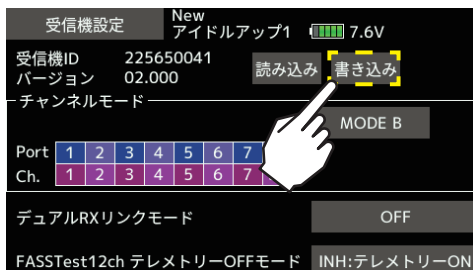 受信機設定
New
アイドルアップ1 7.6V
受信機ID 225650041
バージョン 02.000
読み込み 書き込み
チャンネルモード
MODE B
Port 1 2 3 4 5 6 7
Ch. 1 2 3 4 5 6 7
デュアルRXリンクモード OFF
FASSTest12ch テレメトリーOFFモード INH:テレメトリーON